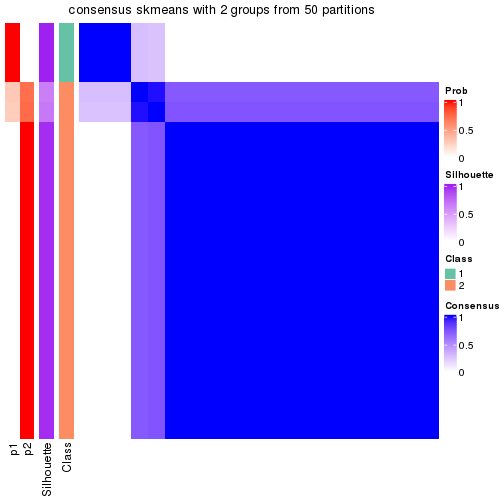 consensus skmeans with 2 groups from 50 partitions
Prob
1
0.5
0
Silhouette
1
0.5
0
Class
1
2
Consensus
1
0.5
0
p1
p2
Silhouette
Class